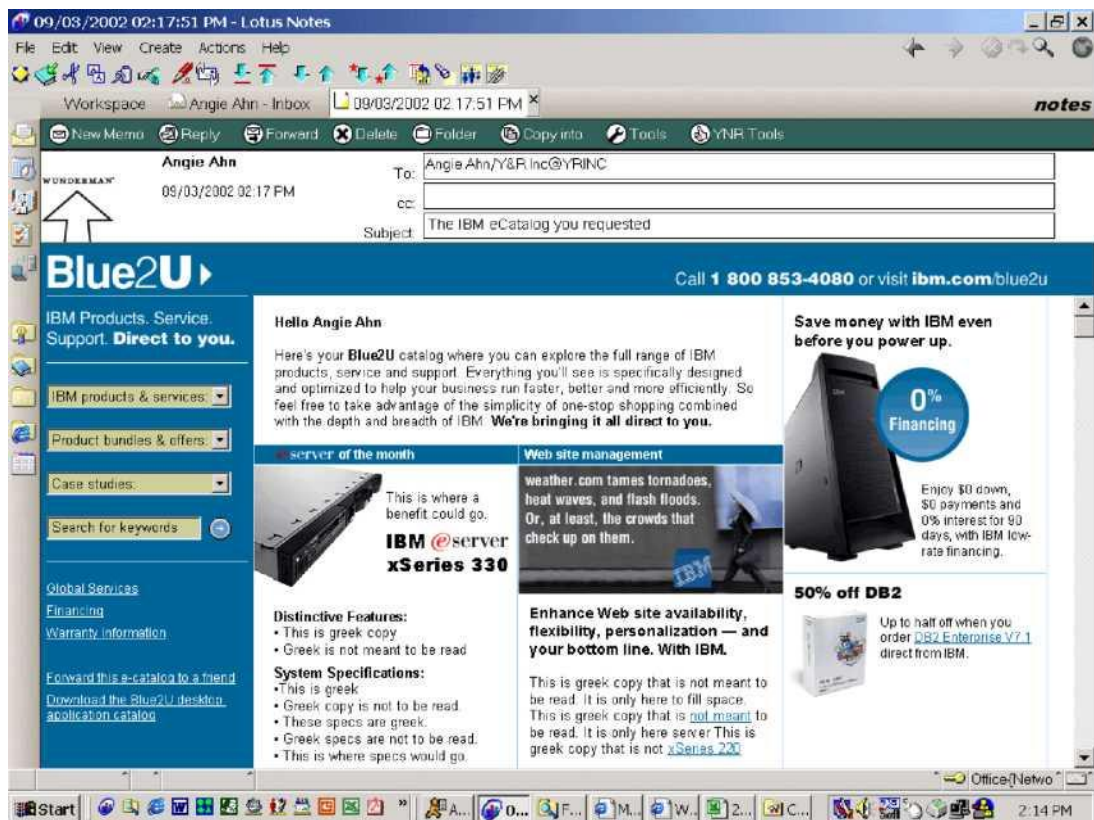 09/03/2002 02:17:51 PM - Lotus Notes
File Edit View Create Actions Help
Workspace Angie Ahn - Inbox 09/03/2002 02:17:51 PM
notes
New Memo Reply Forward Delete Folder Copy into Tools YNR Tools
WUNDERMAN
Angie Ahn
09/03/2002 02:17 PM
To: Angie Ahn/Y&R Inc@YRINC
cc:
Subject: The IBM eCatalog you requested
Blue2U
Call 1 800 853-4080 or visit ibm.com/blue2u
IBM Products. Service.
Support. Direct to you.
IBM products & services:
Product bundles & offers:
Case studies:
Search for keywords
Global Services
Financing
Warranty Information
Forward this e-catalog to a friend
Download the Blue2U desktop
application catalog
Hello Angie Ahn
Here's your Blue2U catalog where you can explore the full range of IBM
products, service and support. Everything you'll see is specifically designed
and optimized to help your business run faster, better and more efficiently. So
feel free to take advantage of the simplicity of one-stop shopping combined
with the depth and breadth of IBM. We're bringing it all direct to you.
eserver of the month
This is where a
benefit could go.
IBM eserver
xSeries 330
Distinctive Features:
• This is greek copy
• Greek is not meant to be read
System Specifications:
•This is greek
• Greek copy is not to be read.
• These specs are greek.
• Greek specs are not to be read.
• This is where specs would go.
Web site management
weather.com tames tornadoes,
heat waves, and flash floods.
Or, at least, the crowds that
check up on them.
IBM
Enhance Web site availability,
flexibility, personalization — and
your bottom line. With IBM.
This is greek copy that is not meant to
be read. It is only here to fill space.
This is greek copy that is not meant to
be read. It is only here server This is
greek copy that is not xSeries 220
Save money with IBM even
before you power up.
0%
Financing
Enjoy $0 down,
$0 payments and
0% interest for 90
days, with IBM low-
rate financing.
50% off DB2
Up to half off when you
order DB2 Enterprise V7.1
direct from IBM.
Office(Netwo
Start A... 0... F... M... W... 2... C... 2:14 PM